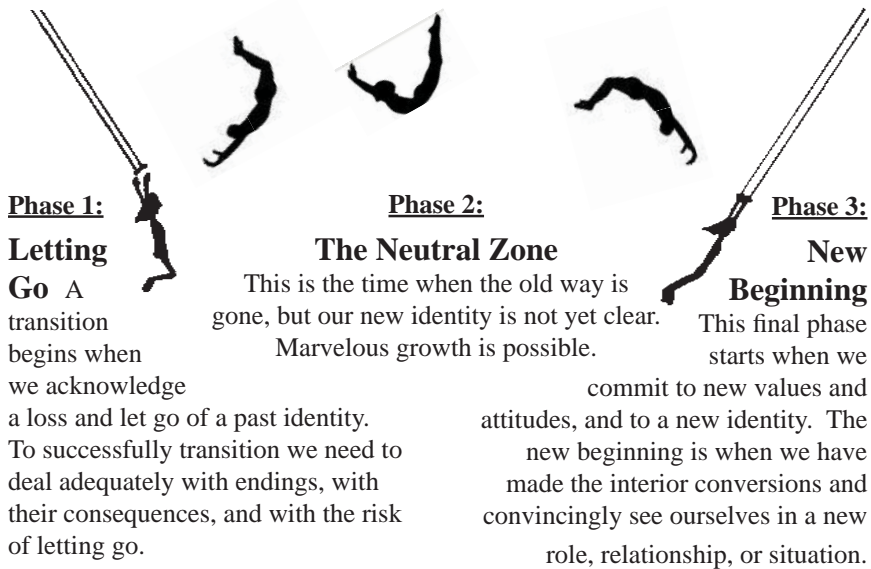 Phase 1:
Letting
Go A
transition
begins when
we acknowledge
a loss and let go of a past identity.
To successfully transition we need to
deal adequately with endings, with
their consequences, and with the risk
of letting go.
Phase 2:
The Neutral Zone
This is the time when the old way is
gone, but our new identity is not yet clear.
Marvelous growth is possible.
Phase 3:
New
Beginning
This final phase
starts when we
commit to new values and
attitudes, and to a new identity. The
new beginning is when we have
made the interior conversions and
convincingly see ourselves in a new
role, relationship, or situation.